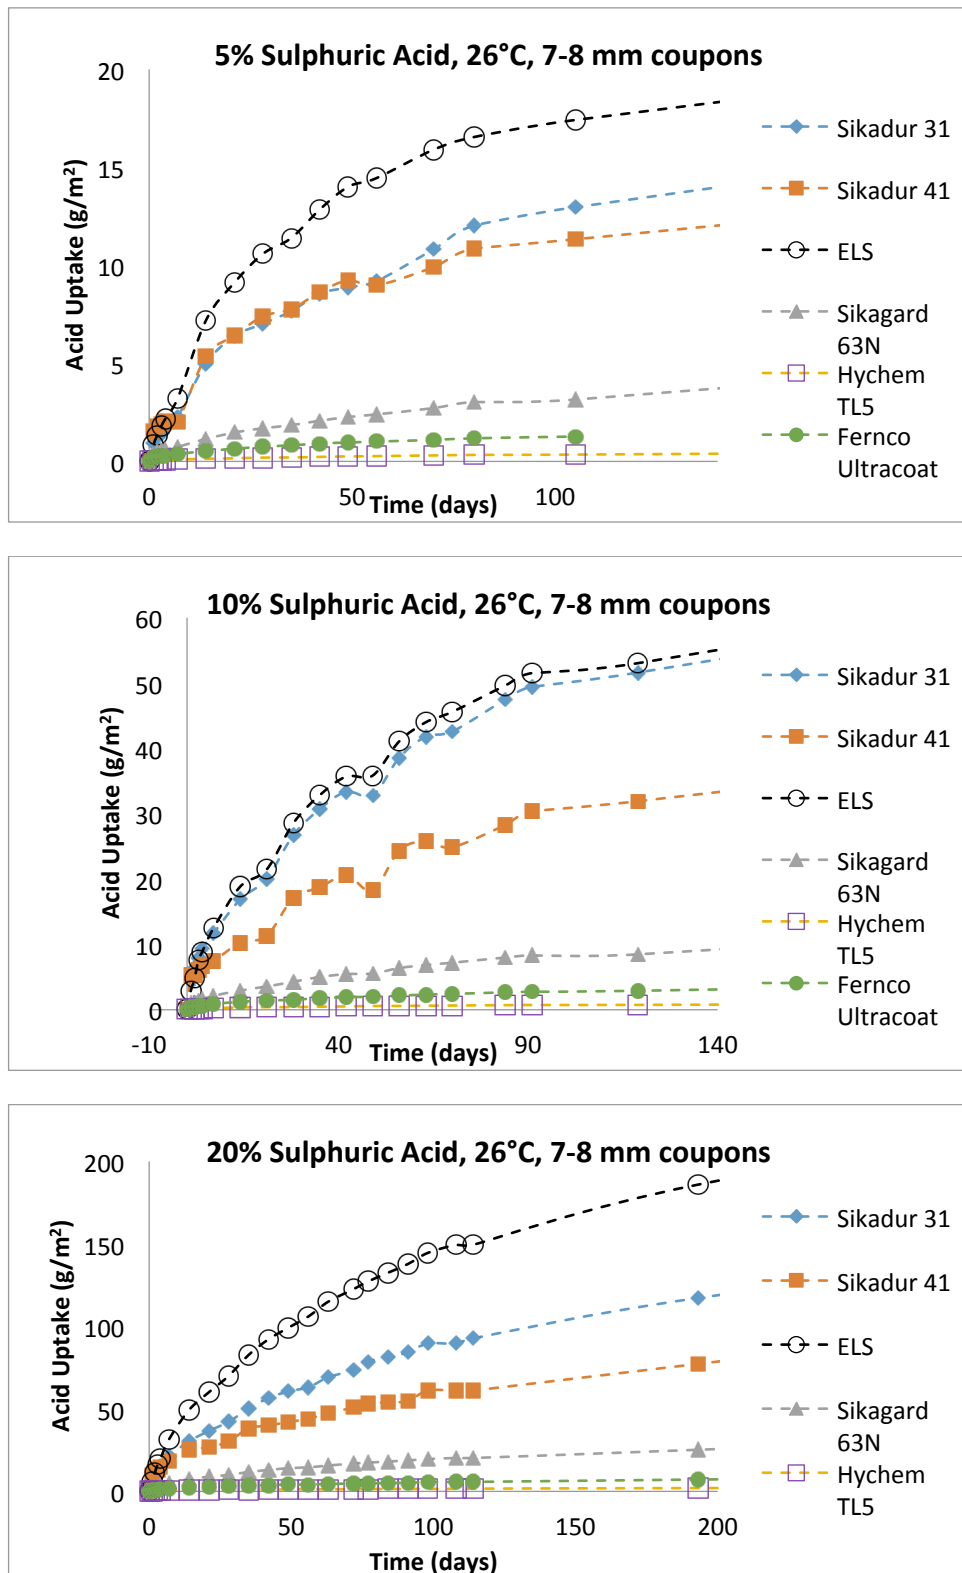 5% Sulphuric Acid, 26°C, 7-8 mm coupons
20
15
10
5
0
Acid Uptake (g/m²)
0
50
100
Time (days)
Sikadur 31
Sikadur 41
ELS
Sikagard
63N
Hychem
TL5
Fernco
Ultracoat
10% Sulphuric Acid, 26°C, 7-8 mm coupons
60
50
40
30
20
10
0
Acid Uptake (g/m²)
-10
40
90
140
Time (days)
Sikadur 31
Sikadur 41
ELS
Sikagard
63N
Hychem
TL5
Fernco
Ultracoat
20% Sulphuric Acid, 26°C, 7-8 mm coupons
200
150
100
50
0
Acid Uptake (g/m²)
0
50
100
150
200
Time (days)
Sikadur 31
Sikadur 41
ELS
Sikagard
63N
Hychem
TL5